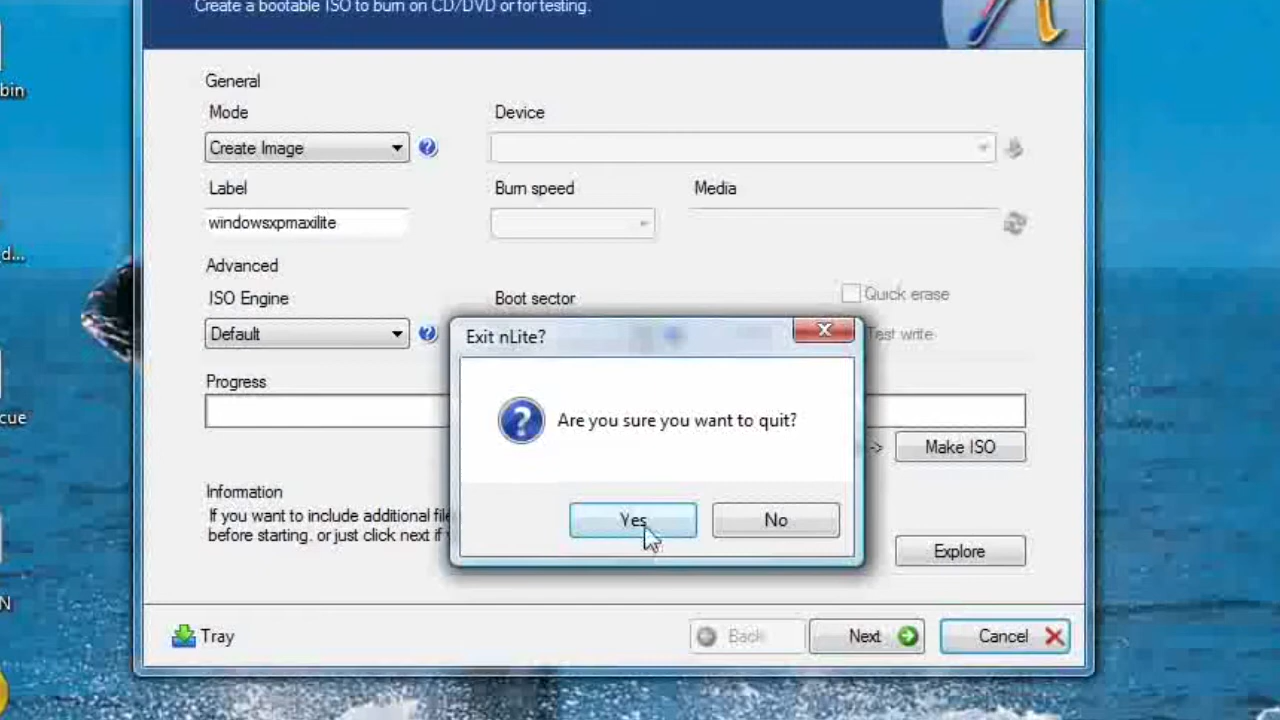 Create a bootable ISO to burn on CD/DVD or for testing.
bin
General
Mode
Device
Create Image
Label
Burn speed
Media
windowsxpmaxilite
d...
Advanced
ISO Engine
Boot sector
Quick erase
Default
Exit nLite?
Test write
Progress
cue
Are you sure you want to quit?
-> Make ISO
Information
If you want to include additional file
before starting. or just click next if
Yes
No
Explore
N
Tray
Back
Next
Cancel